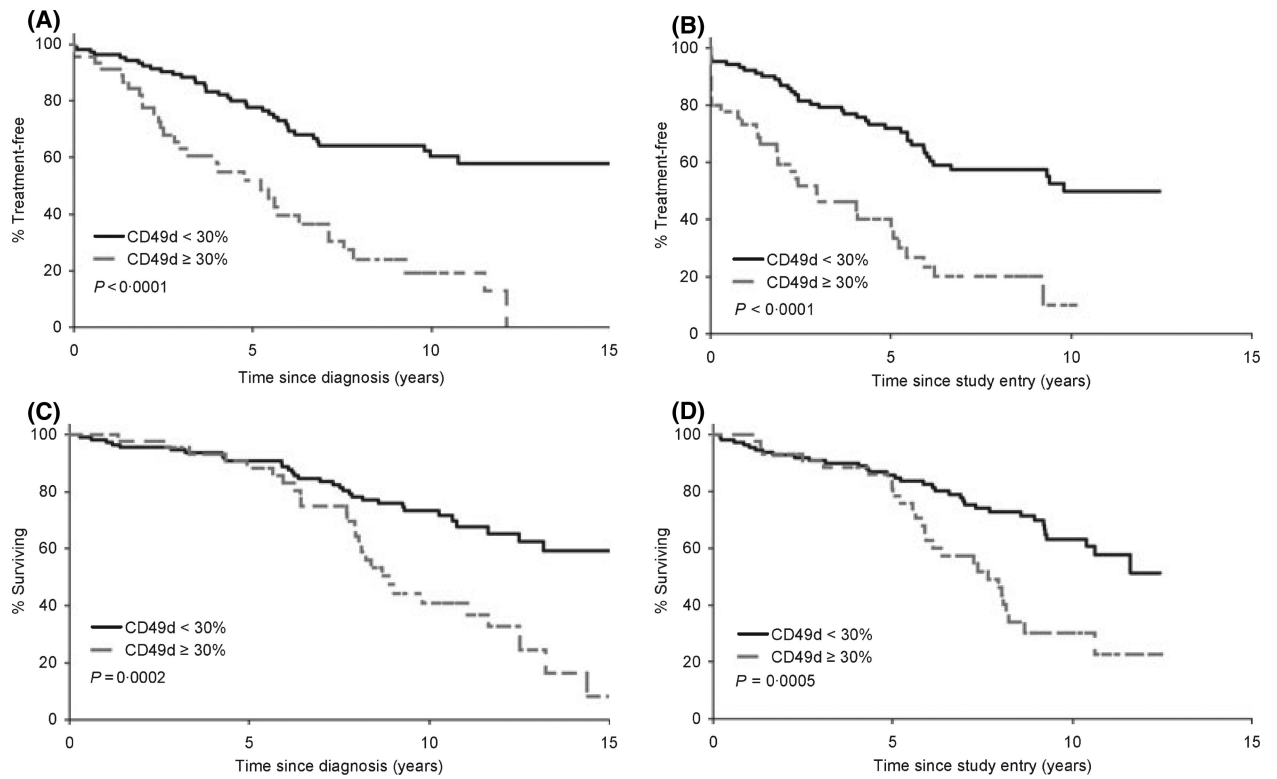 (A)
100
80
60
40
20
0
% Treatment-free
CD49d < 30%
CD49d ≥ 30%
P < 0·0001
0 5 10 15
Time since diagnosis (years)
(B)
100
80
60
40
20
0
% Treatment-free
CD49d < 30%
CD49d ≥ 30%
P < 0·0001
0 5 10 15
Time since study entry (years)
(C)
100
80
60
40
20
0
% Surviving
CD49d < 30%
CD49d ≥ 30%
P = 0·0002
0 5 10 15
Time since diagnosis (years)
(D)
100
80
60
40
20
0
% Surviving
CD49d < 30%
CD49d ≥ 30%
P = 0·0005
0 5 10 15
Time since study entry (years)